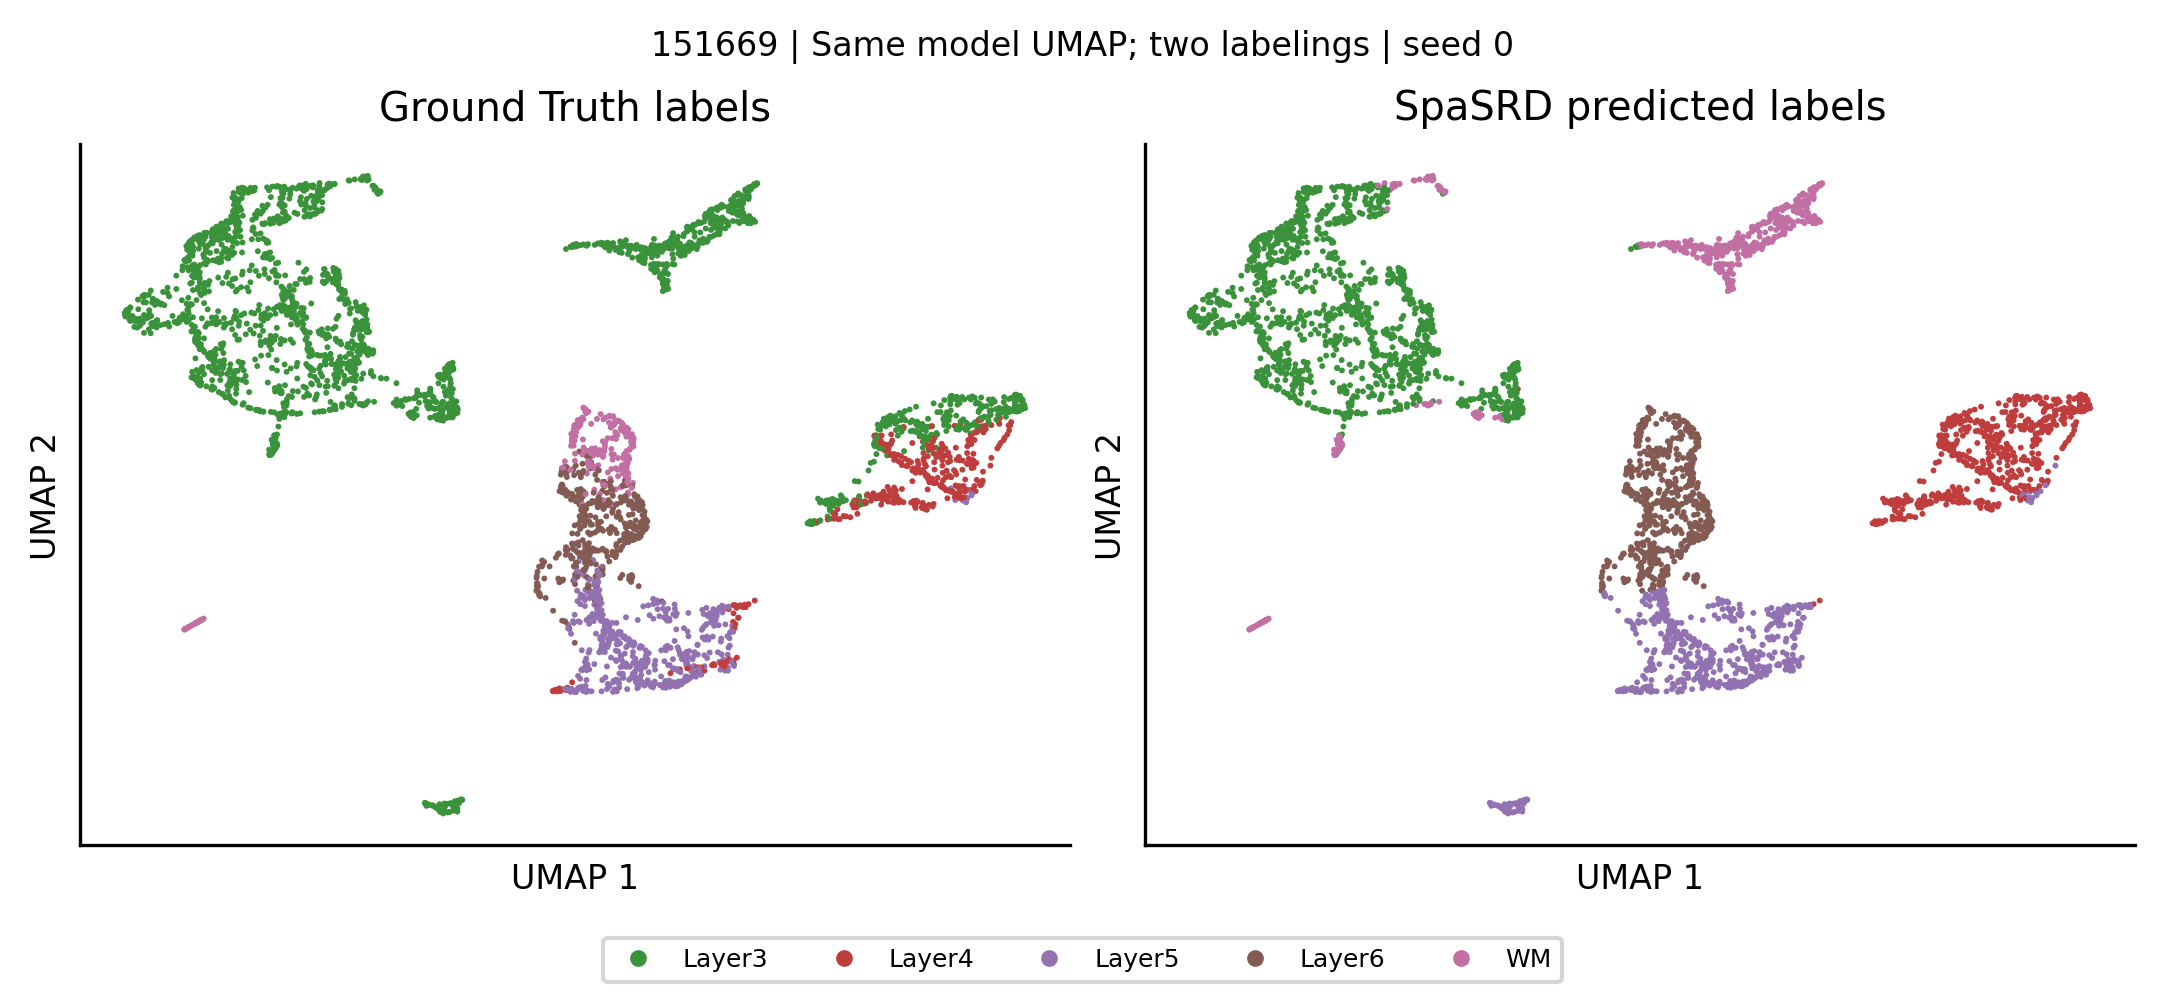 151669 | Same model UMAP; two labelings | seed 0
Ground Truth labels
SpaSRD predicted labels
UMAP 2
UMAP 2
UMAP 1
UMAP 1
Layer3 Layer4 Layer5 Layer6 WM